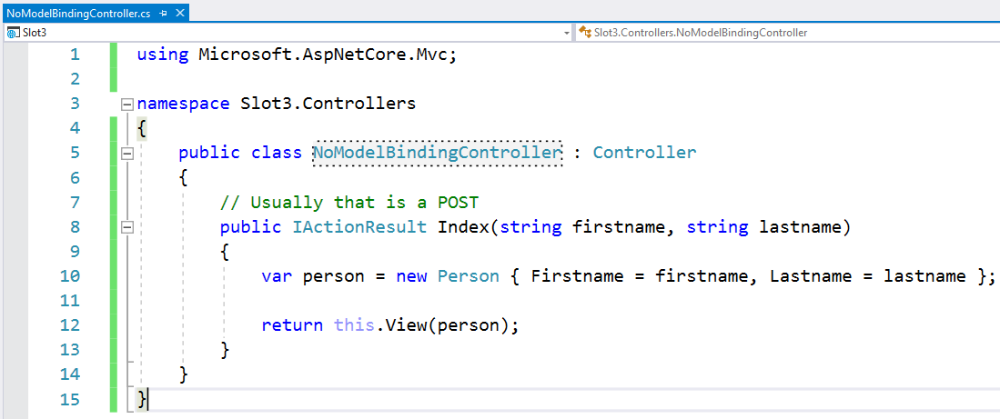 NoModelBindingController.cs
Slot3 Slot3.Controllers.NoModelBindingController
1 using Microsoft.AspNetCore.Mvc;
2
3 namespace Slot3.Controllers
4 {
5 public class NoModelBindingController : Controller
6 {
7 // Usually that is a POST
8 public IActionResult Index(string firstname, string lastname)
9 {
10 var person = new Person { Firstname = firstname, Lastname = lastname };
11
12 return this.View(person);
13 }
14 }
15 }